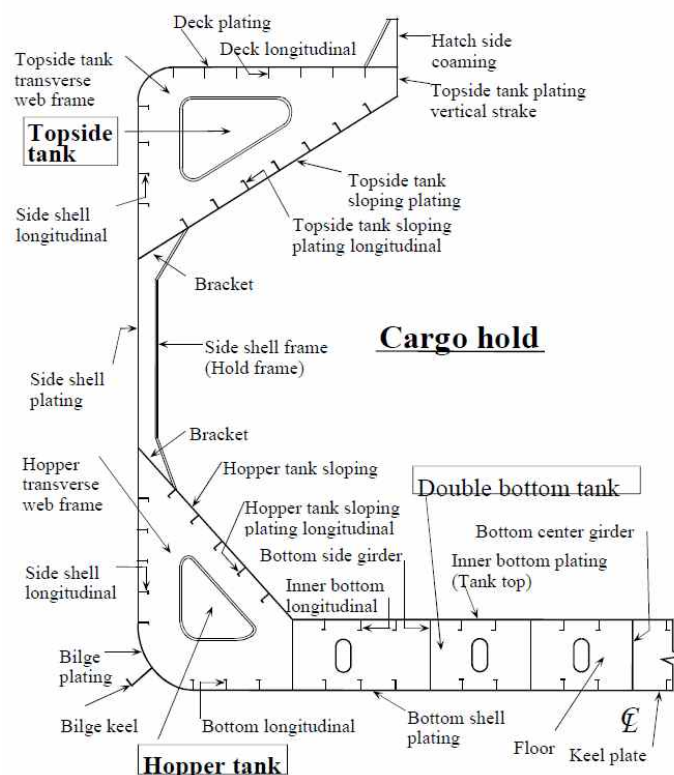 Deck plating
Deck longitudinal
Hatch side
coaming
Topside tank
transverse
web frame
Topside tank plating
vertical strake
Topside
tank
Topside tank
sloping plating
Side shell
longitudinal
Topside tank sloping
plating longitudinal
Bracket
Cargo hold
Side shell frame
(Hold frame)
Side shell
plating
Bracket
Hopper tank sloping
Hopper
transverse
web frame
Double bottom tank
Hopper tank sloping
plating longitudinal
Bottom center girder
Bottom side girder
Inner bottom plating
(Tank top)
Side shell
longitudinal
Inner bottom
longitudinal
Bilge
plating
Bilge keel
Bottom longitudinal
Bottom shell
plating
Floor
℄
Keel plate
Hopper tank